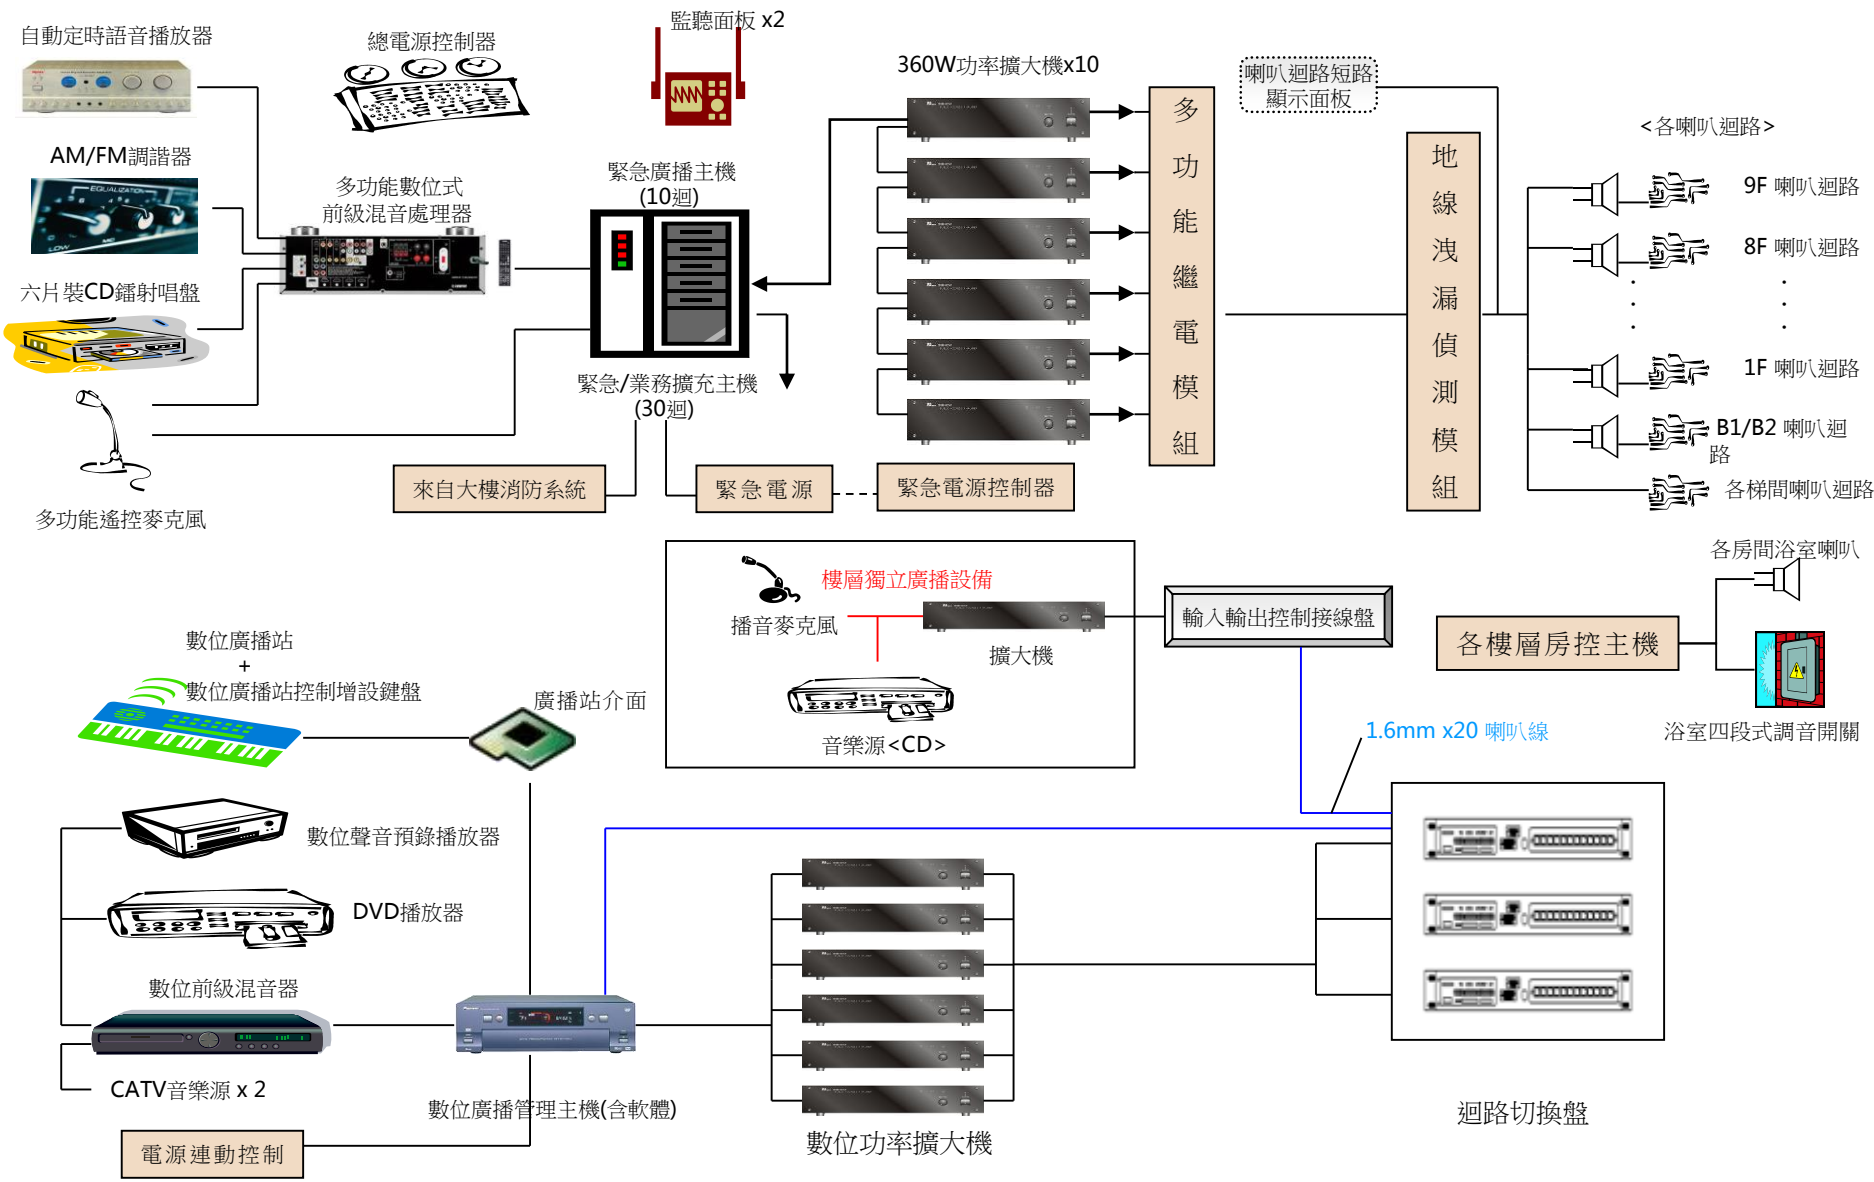 自動定時語音播放器
總電源控制器
監聽面板 x2
360W功率擴大機x10
喇叭迴路短路
顯示面板
<各喇叭迴路>
AM/FM調諧器
EQUALIZATION
LOW
多功能數位式
前級混音處理器
緊急廣播主機
(10迴)
多功能繼電模組
地線洩漏偵測模組
9F 喇叭迴路
8F 喇叭迴路
1F 喇叭迴路
B1/B2 喇叭迴
路
各梯間喇叭迴路
六片裝CD鐳射唱盤
緊急/業務擴充主機
(30迴)
來自大樓消防系統
緊急電源
緊急電源控制器
多功能遙控麥克風
樓層獨立廣播設備
播音麥克風
擴大機
音樂源<CD>
輸入輸出控制接線盤
各房間浴室喇叭
各樓層房控主機
浴室四段式調音開關
數位廣播站
+
數位廣播站控制增設鍵盤
廣播站介面
1.6mm x20 喇叭線
數位聲音預錄播放器
DVD播放器
數位前級混音器
CATV音樂源 x 2
數位廣播管理主機(含軟體)
電源連動控制
數位功率擴大機
迴路切換盤